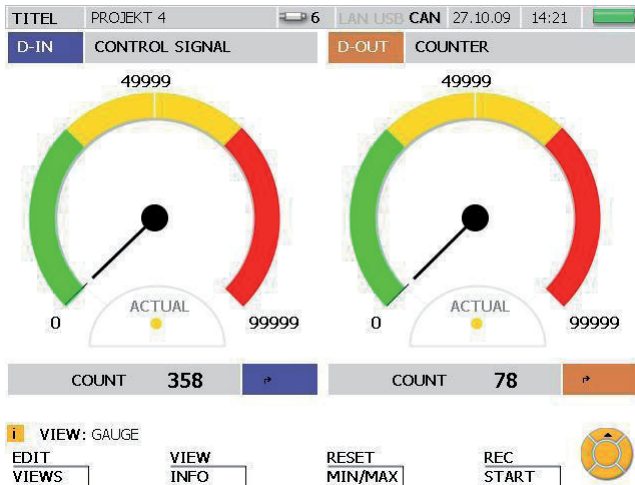 TITEL PROJEKT 4 6 LAN USB CAN 27.10.09 14:21
D-IN CONTROL SIGNAL D-OUT COUNTER
49999 49999
ACTUAL ACTUAL
0 99999 0 99999
COUNT 358 COUNT 78
i VIEW: GAUGE
EDIT VIEW RESET REC
VIEWS INFO MIN/MAX START